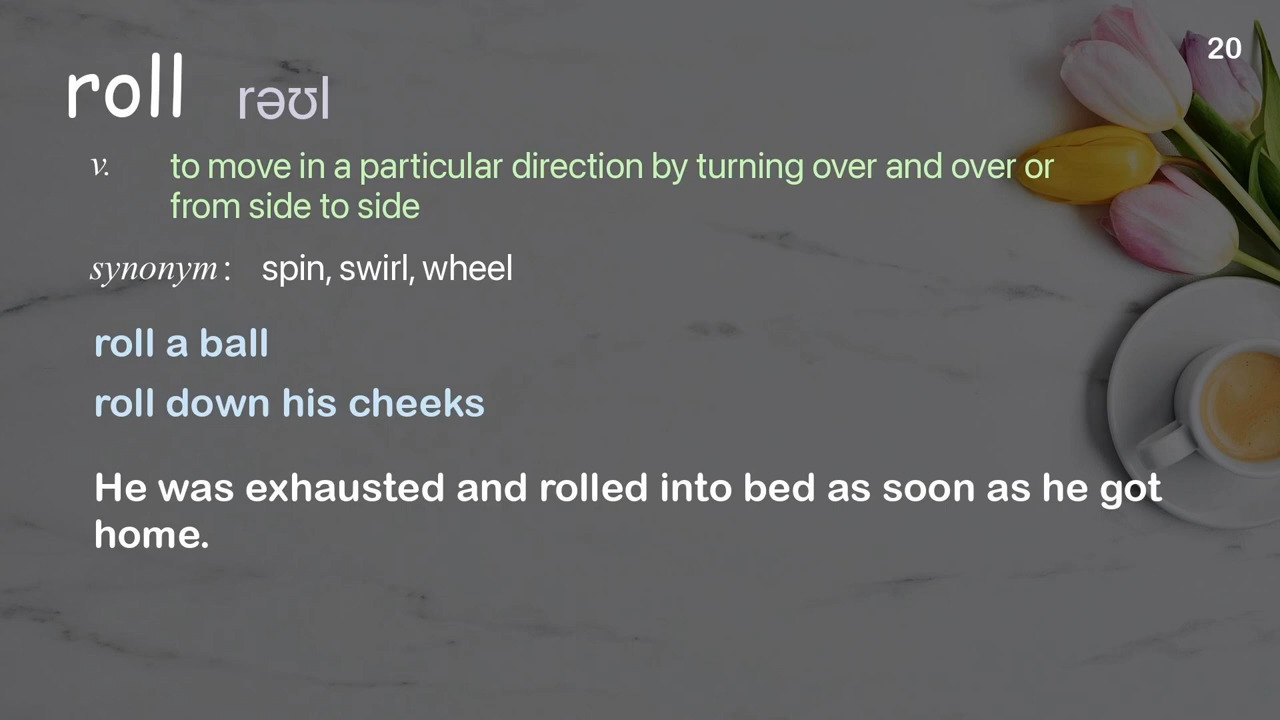 20
roll rəʊl
v. to move in a particular direction by turning over and over or
from side to side
synonym: spin, swirl, wheel
roll a ball
roll down his cheeks
He was exhausted and rolled into bed as soon as he got
home.